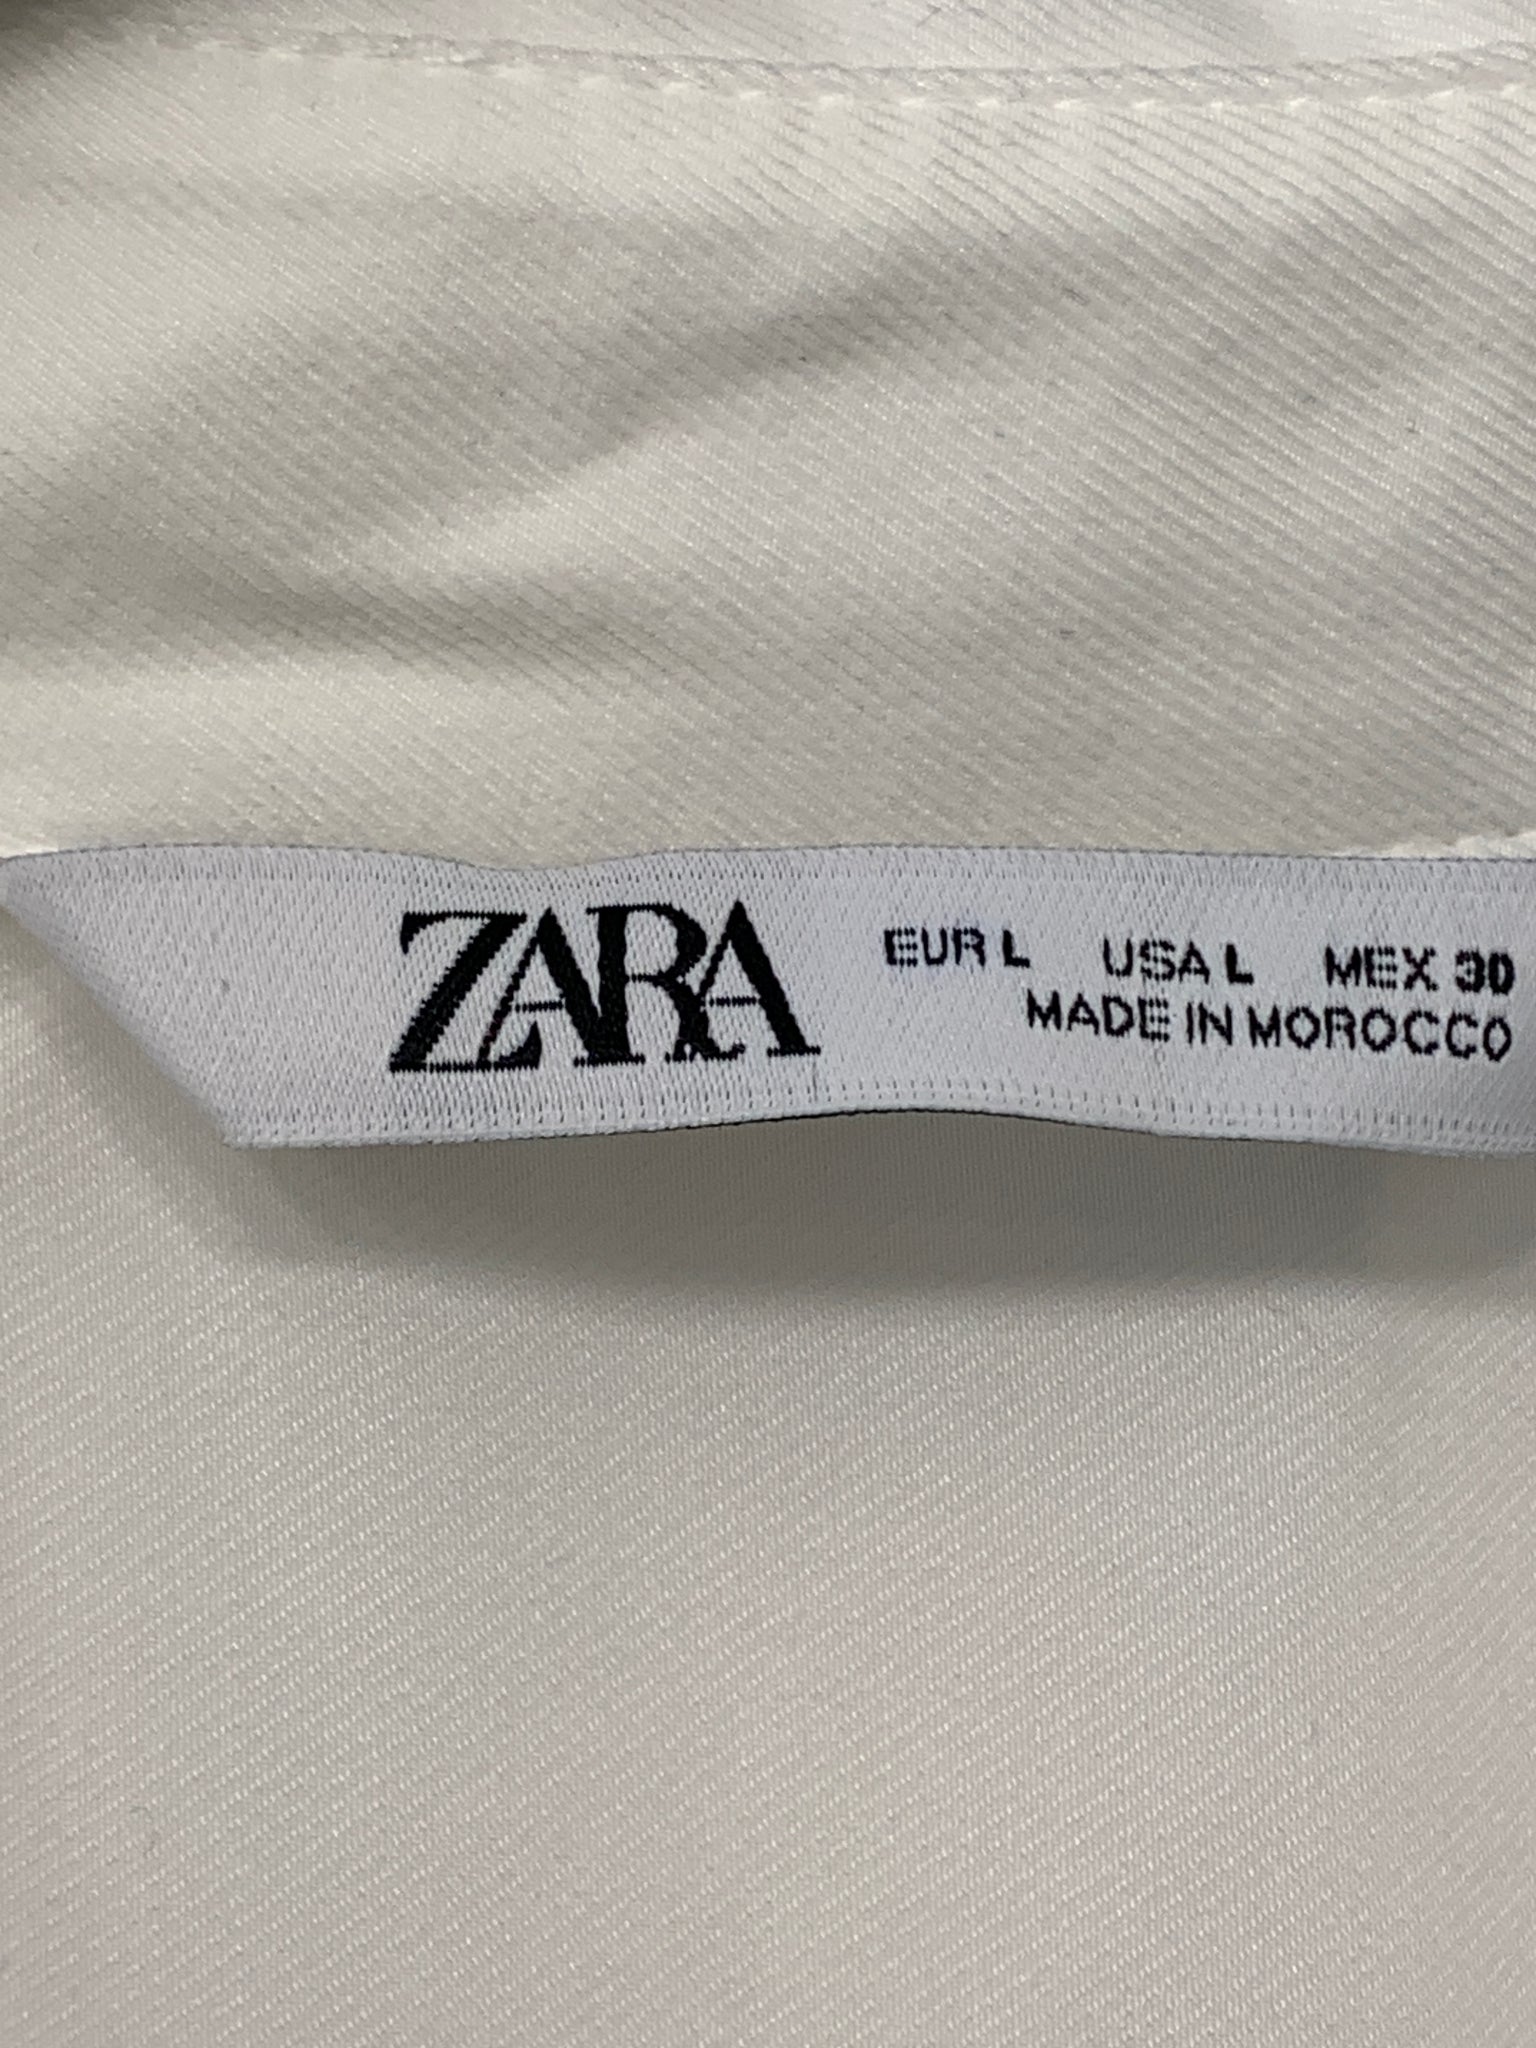 ZARA
EUR L USA L MEX 30
MADE IN MOROCCO